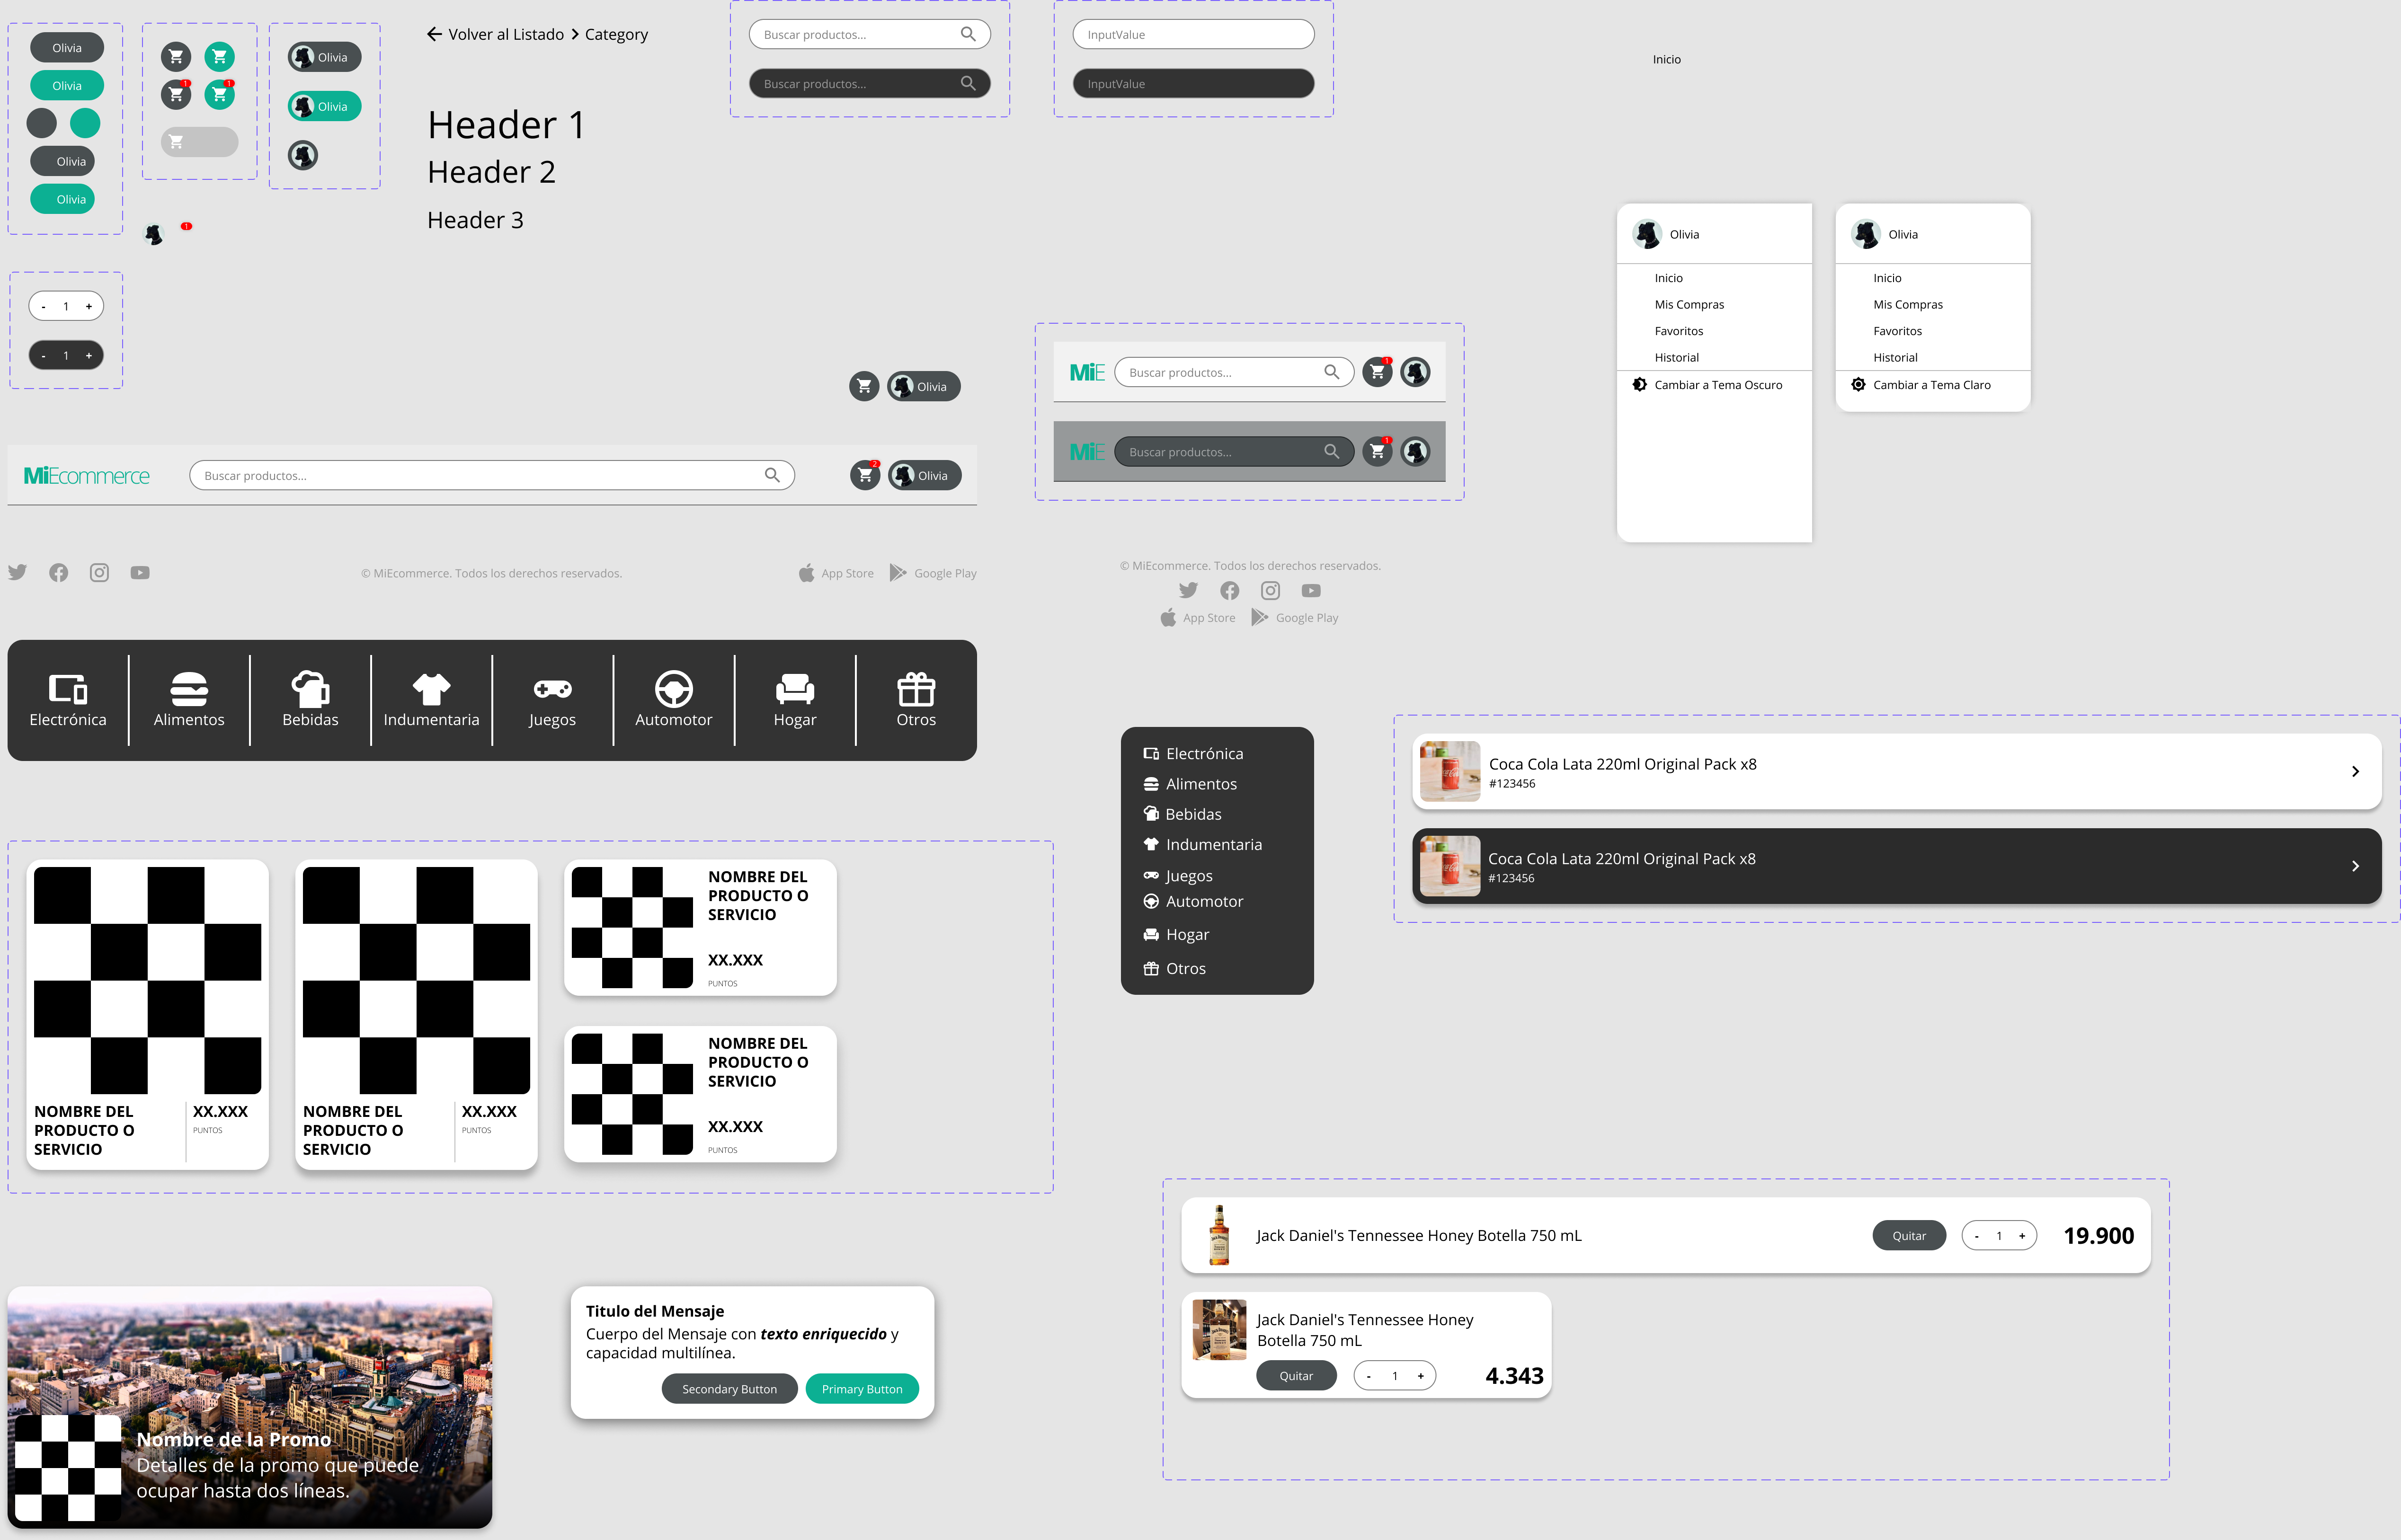 Olivia
Olivia
Olivia
Olivia
1
1
Olivia
Olivia
1
← Volver al Listado > Category
Header 1
Header 2
Header 3
Buscar productos...
Buscar productos...
InputValue
InputValue
Inicio
- 1 +
- 1 +
Olivia
MiEcommerce
Buscar productos...
2
Olivia
MiE
Buscar productos...
1
MiE
Buscar productos...
1
Olivia
Inicio
Mis Compras
Favoritos
Historial
Cambiar a Tema Oscuro
Olivia
Inicio
Mis Compras
Favoritos
Historial
Cambiar a Tema Claro
© MiEcommerce. Todos los derechos reservados.
App Store
Google Play
© MiEcommerce. Todos los derechos reservados.
App Store
Google Play
Electrónica
Alimentos
Bebidas
Indumentaria
Juegos
Automotor
Hogar
Otros
Electrónica
Alimentos
Bebidas
Indumentaria
Juegos
Automotor
Hogar
Otros
Coca Cola Lata 220ml Original Pack x8
#123456
Coca Cola Lata 220ml Original Pack x8
#123456
NOMBRE DEL
PRODUCTO O
SERVICIO
XX.XXX
PUNTOS
NOMBRE DEL
PRODUCTO O
SERVICIO
XX.XXX
PUNTOS
NOMBRE DEL
PRODUCTO O
SERVICIO
XX.XXX
PUNTOS
NOMBRE DEL
PRODUCTO O
SERVICIO
XX.XXX
PUNTOS
Jack Daniel's Tennessee Honey Botella 750 mL
Quitar
- 1 +
19.900
Jack Daniel's Tennessee Honey
Botella 750 mL
Quitar
- 1 +
4.343
Nombre de la Promo
Detalles de la promo que puede
ocupar hasta dos líneas.
Titulo del Mensaje
Cuerpo del Mensaje con texto enriquecido y
capacidad multilínea.
Secondary Button
Primary Button